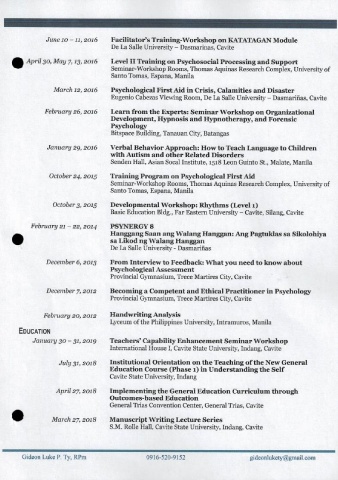 June 10 – 11, 2016 Facilitator's Training-Workshop on KATATAGAN Module
De La Salle University – Dasmarinas, Cavite
April 30, May 7, 13, 2016 Level II Training on Psychosocial Processing and Support
Seminar-Workshop Rooms, Thomas Aquinas Research Complex, University of
Santo Tomas, Espana, Manila
March 12, 2016 Psychological First Aid in Crisis, Calamities and Disaster
Eugenio Cabezas Viewing Room, De La Salle University – Dasmariñas, Cavite
February 26, 2016 Learn from the Experts: Seminar Workshop on Organizational
Development, Hypnosis and Hypnotherapy, and Forensic
Psychology
Bitspace Building, Tanauan City, Batangas
January 29, 2016 Verbal Behavior Approach: How to Teach Language to Children
with Autism and other Related Disorders
Seaden Hall, Asian Socal Institute, 1518 Leon Guinto St., Malate, Manila
October 24, 2015 Training Program on Psychological First Aid
Seminar-Workshop Rooms, Thomas Aquinas Research Complex, University of
Santo Tomas, Espana, Manila
October 3, 2015 Developmental Workshop: Rhythms (Level 1)
Basic Education Bldg., Far Eastern University – Cavite, Silang, Cavite
February 21 – 22, 2014 PSYNERGY 8
Hanggang Saan ang Walang Hanggan: Ang Pagtuklas sa Sikolohiya
sa Likod ng Walang Hanggan
De La Salle University - Dasmariñas
December 6, 2013 From Interview to Feedback: What you need to know about
Psychological Assessment
Provincial Gymnasium, Trece Martires City, Cavite
December 7, 2012 Becoming a Competent and Ethical Practitioner in Psychology
Provincial Gymnasium, Trece Martires City, Cavite
February 20, 2012 Handwriting Analysis
Lyceum of the Philippines University, Intramuros, Manila
EDUCATION
January 30 – 31, 2019 Teachers' Capability Enhancement Seminar Workshop
International House I, Cavite State University, Indang, Cavite
July 31, 2018 Institutional Orientation on the Teaching of the New General
Education Course (Phase 1) in Understanding the Self
Cavite State University, Indang
April 27, 2018 Implementing the General Education Curriculum through
Outcomes-based Education
General Trias Convention Center, General Trias, Cavite
March 27, 2018 Manuscript Writing Lecture Series
S.M. Rolle Hall, Cavite State University, Indang, Cavite
Gideon Luke P. Ty, RPm 0916-520-9152 gideonlukety@gmail.com